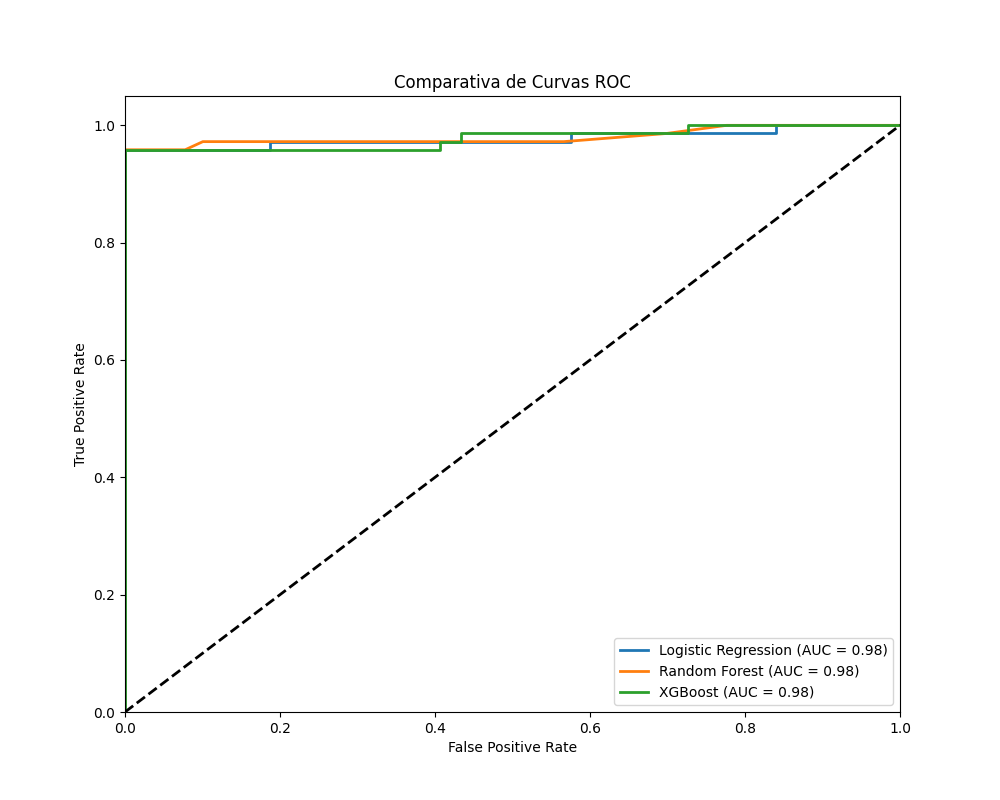 Comparativa de Curvas ROC
True Positive Rate
1.0
0.8
0.6
0.4
0.2
0.0
0.0 0.2 0.4 0.6 0.8 1.0
False Positive Rate
Logistic Regression (AUC = 0.98)
Random Forest (AUC = 0.98)
XGBoost (AUC = 0.98)